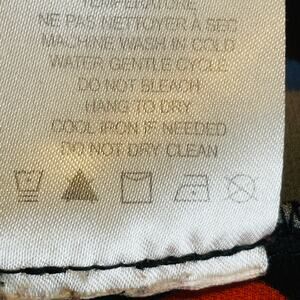 TEMPERATURE
NE PAS NETTOYER A SEC
MACHINE WASH IN COLD
WATER GENTLE CYCLE
DO NOT BLEACH
HANG TO DRY
COOL IRON IF NEEDED
DO NOT DRY CLEAN